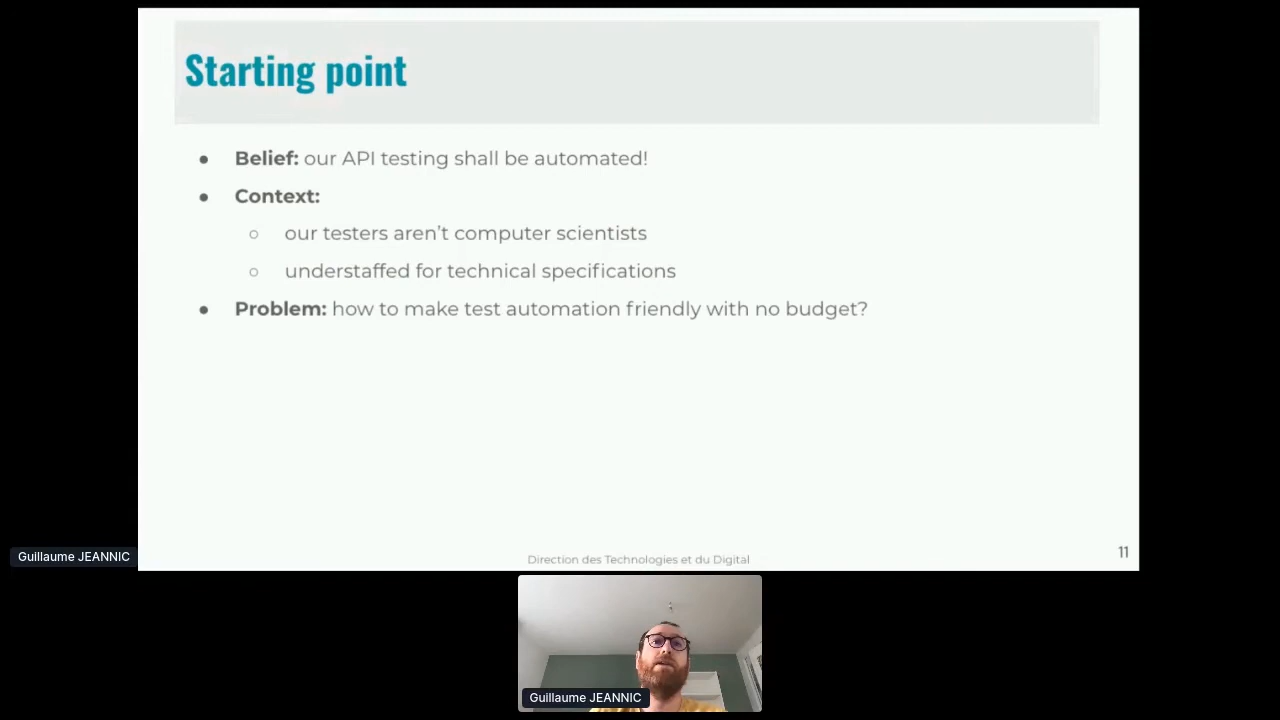 Starting point
● Belief: our API testing shall be automated!
● Context:
○ our testers aren’t computer scientists
○ understaffed for technical specifications
● Problem: how to make test automation friendly with no budget?
Direction des Technologies et du Digital
11
Guillaume JEANNIC
Guillaume JEANNIC